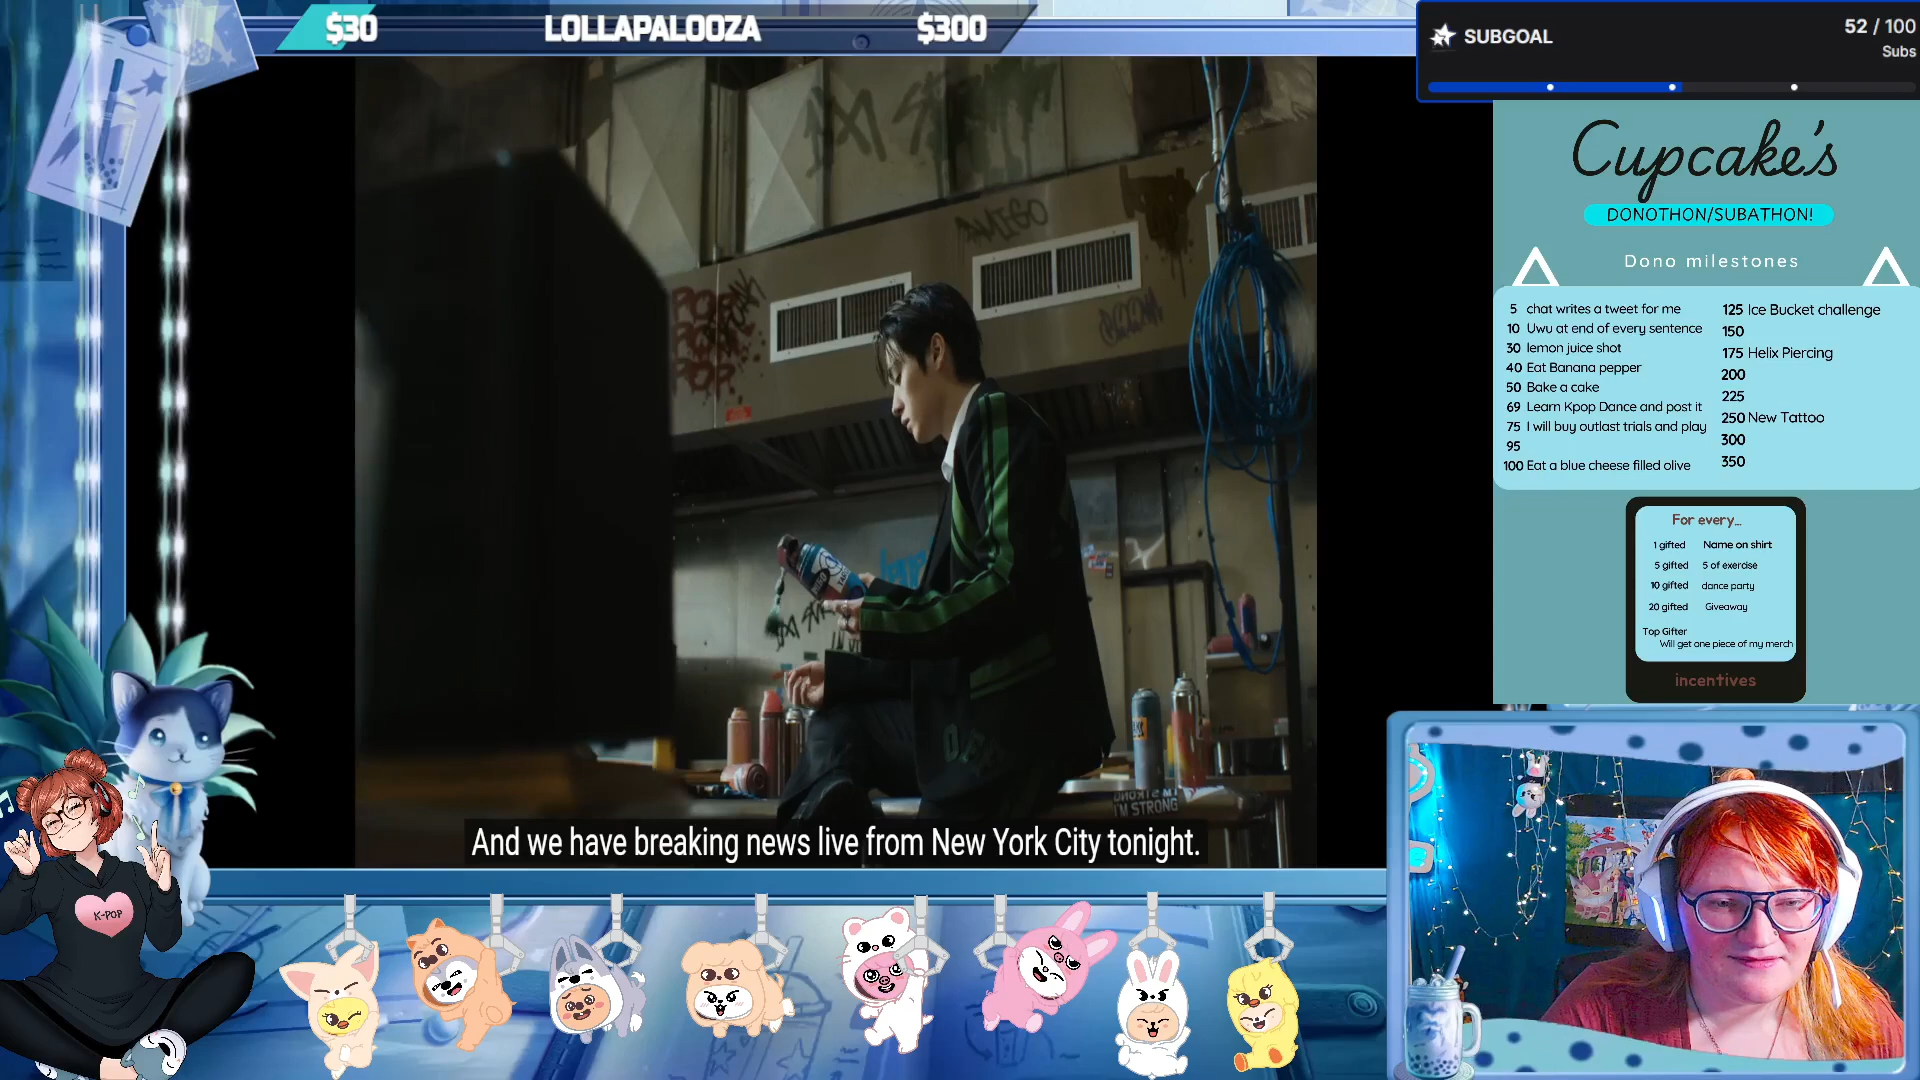 $30
LOLLAPALOOZA
$300
SUBGOAL
52 / 100
Subs
Cupcake's
DONOTHON/SUBATHON!
Dono milestones
5 chat writes a tweet for me
10 Uwu at end of every sentence
30 lemon juice shot
40 Eat Banana pepper
50 Bake a cake
69 Learn Kpop Dance and post it
75 I will buy outlast trials and play
95
100 Eat a blue cheese filled olive
125 Ice Bucket challenge
150
175 Helix Piercing
200
225
250 New Tattoo
300
350
For every...
1 gifted Name on shirt
5 gifted 5 of exercise
10 gifted dance party
20 gifted Giveaway
Top Gifter
Will get one piece of my merch
incentives
AMIGO
POP
POP
POP
I'M STRONG
And we have breaking news live from New York City tonight.
K-POP